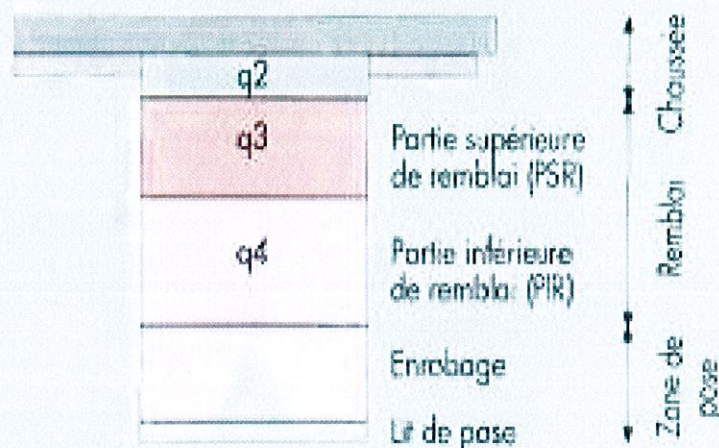 q2
q3
Partie supérieure
de remblai (PSR)
q4
Partie inférieure
de remblai (PIR)
Enrobage
Lit de pose
Chaussée
Remblai
Zone de
pose